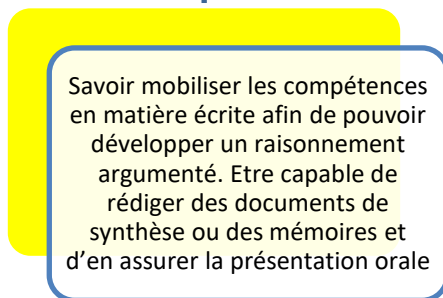 Savoir mobiliser les compétences
en matière écrite afin de pouvoir
développer un raisonnement
argumenté. Etre capable de
rédiger des documents de
synthèse ou des mémoires et
d'en assurer la présentation orale